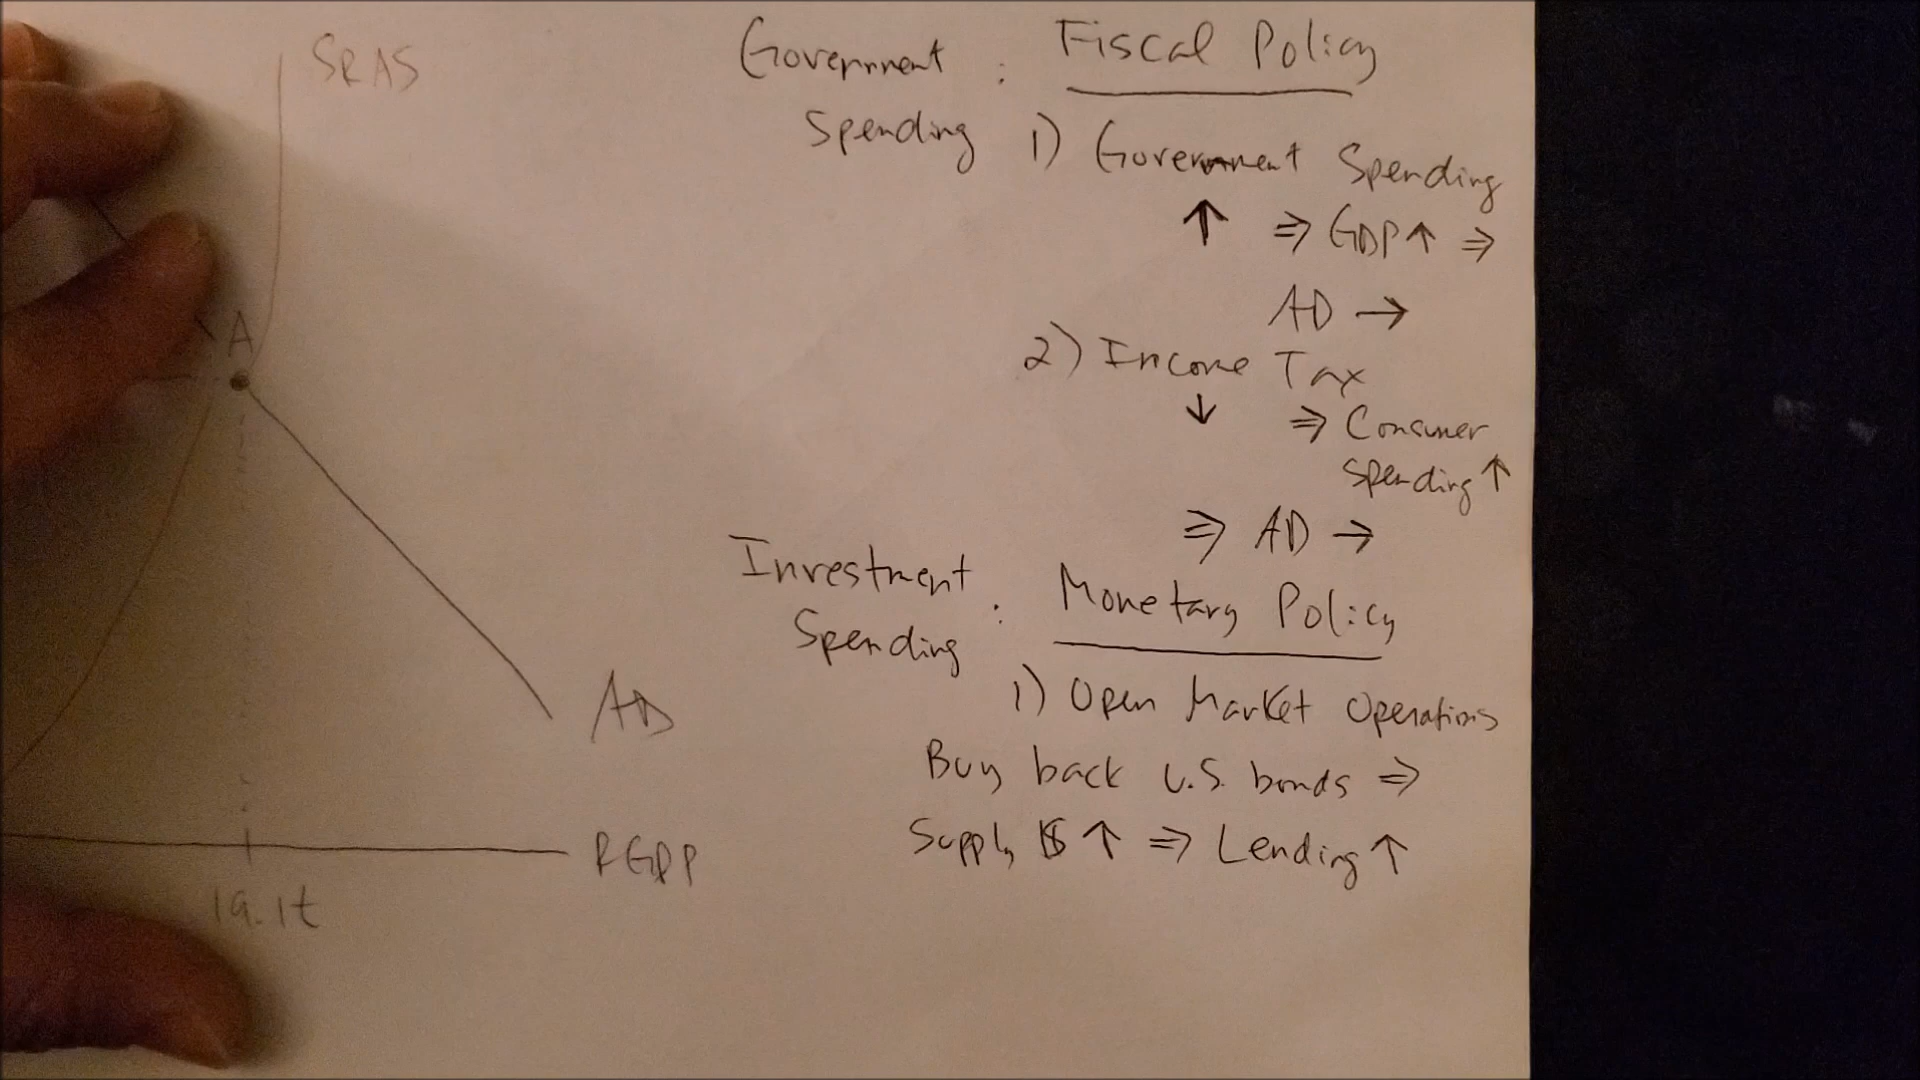 SRAS
A
AD
RGDP
19.1t
Government : Fiscal Policy
Spending 1) Government Spending
↑ ⇒ GDP↑ ⇒
AD →
2) Income Tax
↓ ⇒ Consumer
spending ↑
⇒ AD →
Investment : Monetary Policy
Spending
1) Open Market Operations
Buy back U.S. bonds ⇒
Supply $ ↑ ⇒ Lending ↑